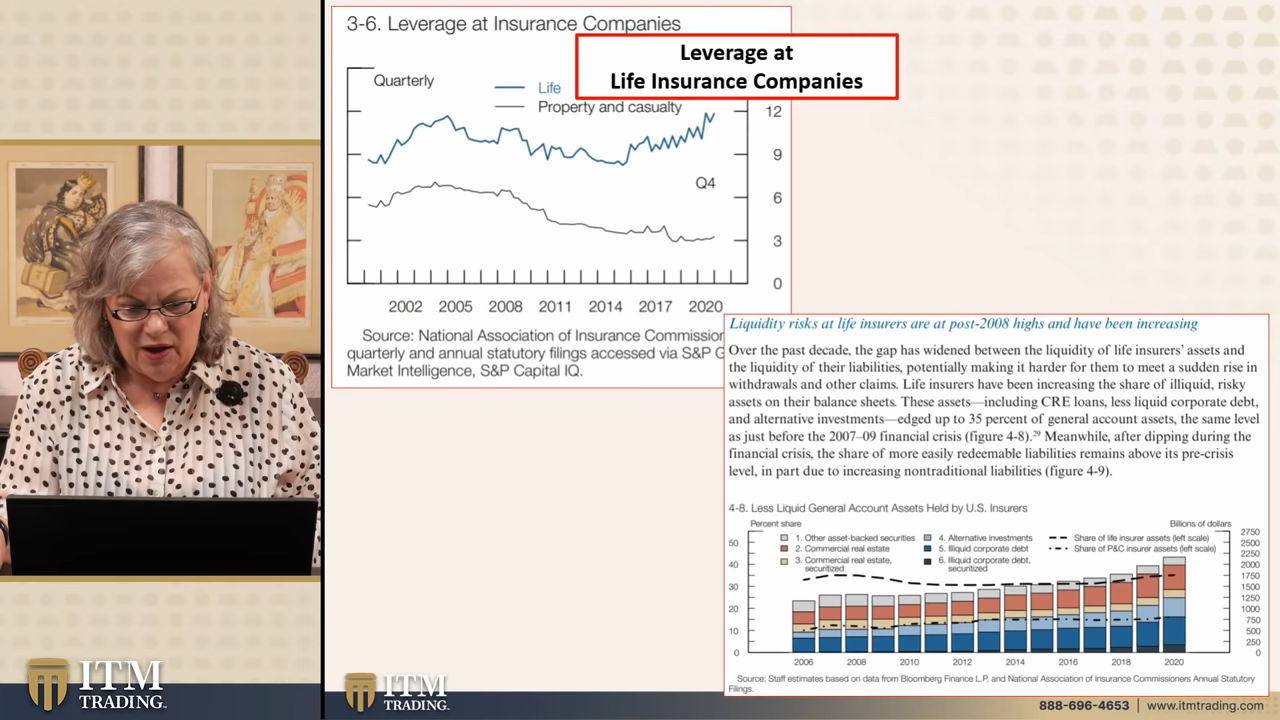 3-6. Leverage at Insurance Companies
Leverage at
Life Insurance Companies
Quarterly
Life
Property and casualty
12
9
Q4
6
3
0
2002 2005 2008 2011 2014 2017 2020
Source: National Association of Insurance Commission
quarterly and annual statutory filings accessed via S&P G
Market Intelligence, S&P Capital IQ.
Liquidity risks at life insurers are at post-2008 highs and have been increasing
Over the past decade, the gap has widened between the liquidity of life insurers' assets and
the liquidity of their liabilities, potentially making it harder for them to meet a sudden rise in
withdrawals and other claims. Life insurers have been increasing the share of illiquid, risky
assets on their balance sheets. These assets—including CRE loans, less liquid corporate debt,
and alternative investments—edged up to 35 percent of general account assets, the same level
as just before the 2007–09 financial crisis (figure 4-8).29 Meanwhile, after dipping during the
financial crisis, the share of more easily redeemable liabilities remains above its pre-crisis
level, in part due to increasing nontraditional liabilities (figure 4-9).
4-8. Less Liquid General Account Assets Held by U.S. Insurers
Percent share Billions of dollars
1. Other asset-backed securities
2. Commercial real estate
3. Commercial real estate,
securitized
4. Alternative investments
5. Illiquid corporate debt
6. Illiquid corporate debt,
securitized
Share of life insurer assets (left scale)
Share of P&C insurer assets (left scale)
50
40
30
20
10
0
2750
2500
2250
2000
1750
1500
1250
1000
750
500
250
0
2006 2008 2010 2012 2014 2016 2018 2020
Source: Staff estimates based on data from Bloomberg Finance L.P. and National Association of Insurance Commissioners Annual Statutory
Filings.
ITM
TRADING
ITM
TRADING
888-696-4653 | www.itmtrading.com